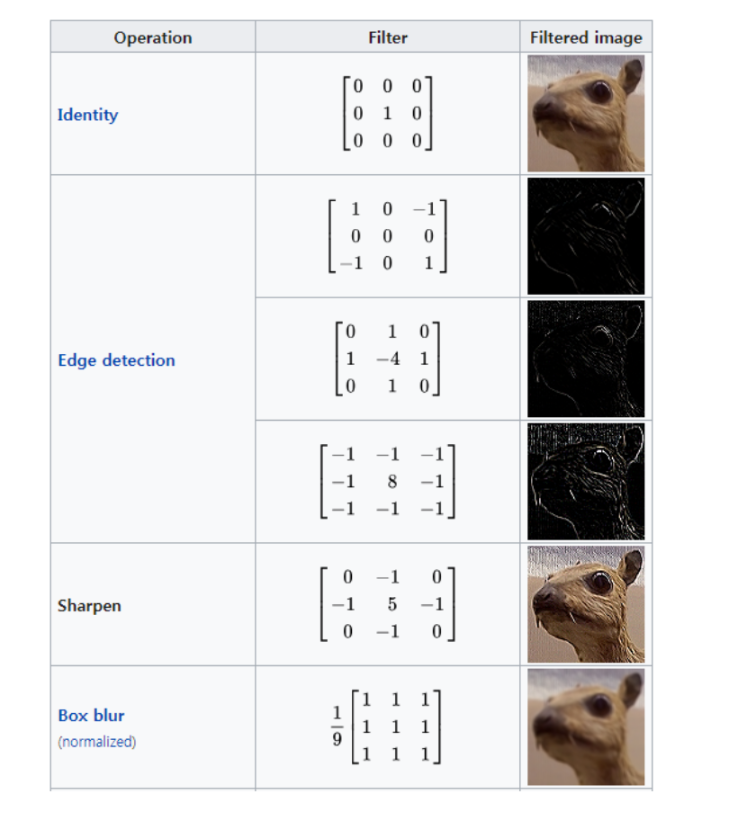 Operation Filter Filtered image
Identity
0 0 0
0 1 0
0 0 0
Edge detection
1 0 −1
0 0 0
−1 0 1
0 1 0
1 −4 1
0 1 0
−1 −1 −1
−1 8 −1
−1 −1 −1
Sharpen
0 −1 0
−1 5 −1
0 −1 0
Box blur
(normalized)
1
9
1 1 1
1 1 1
1 1 1